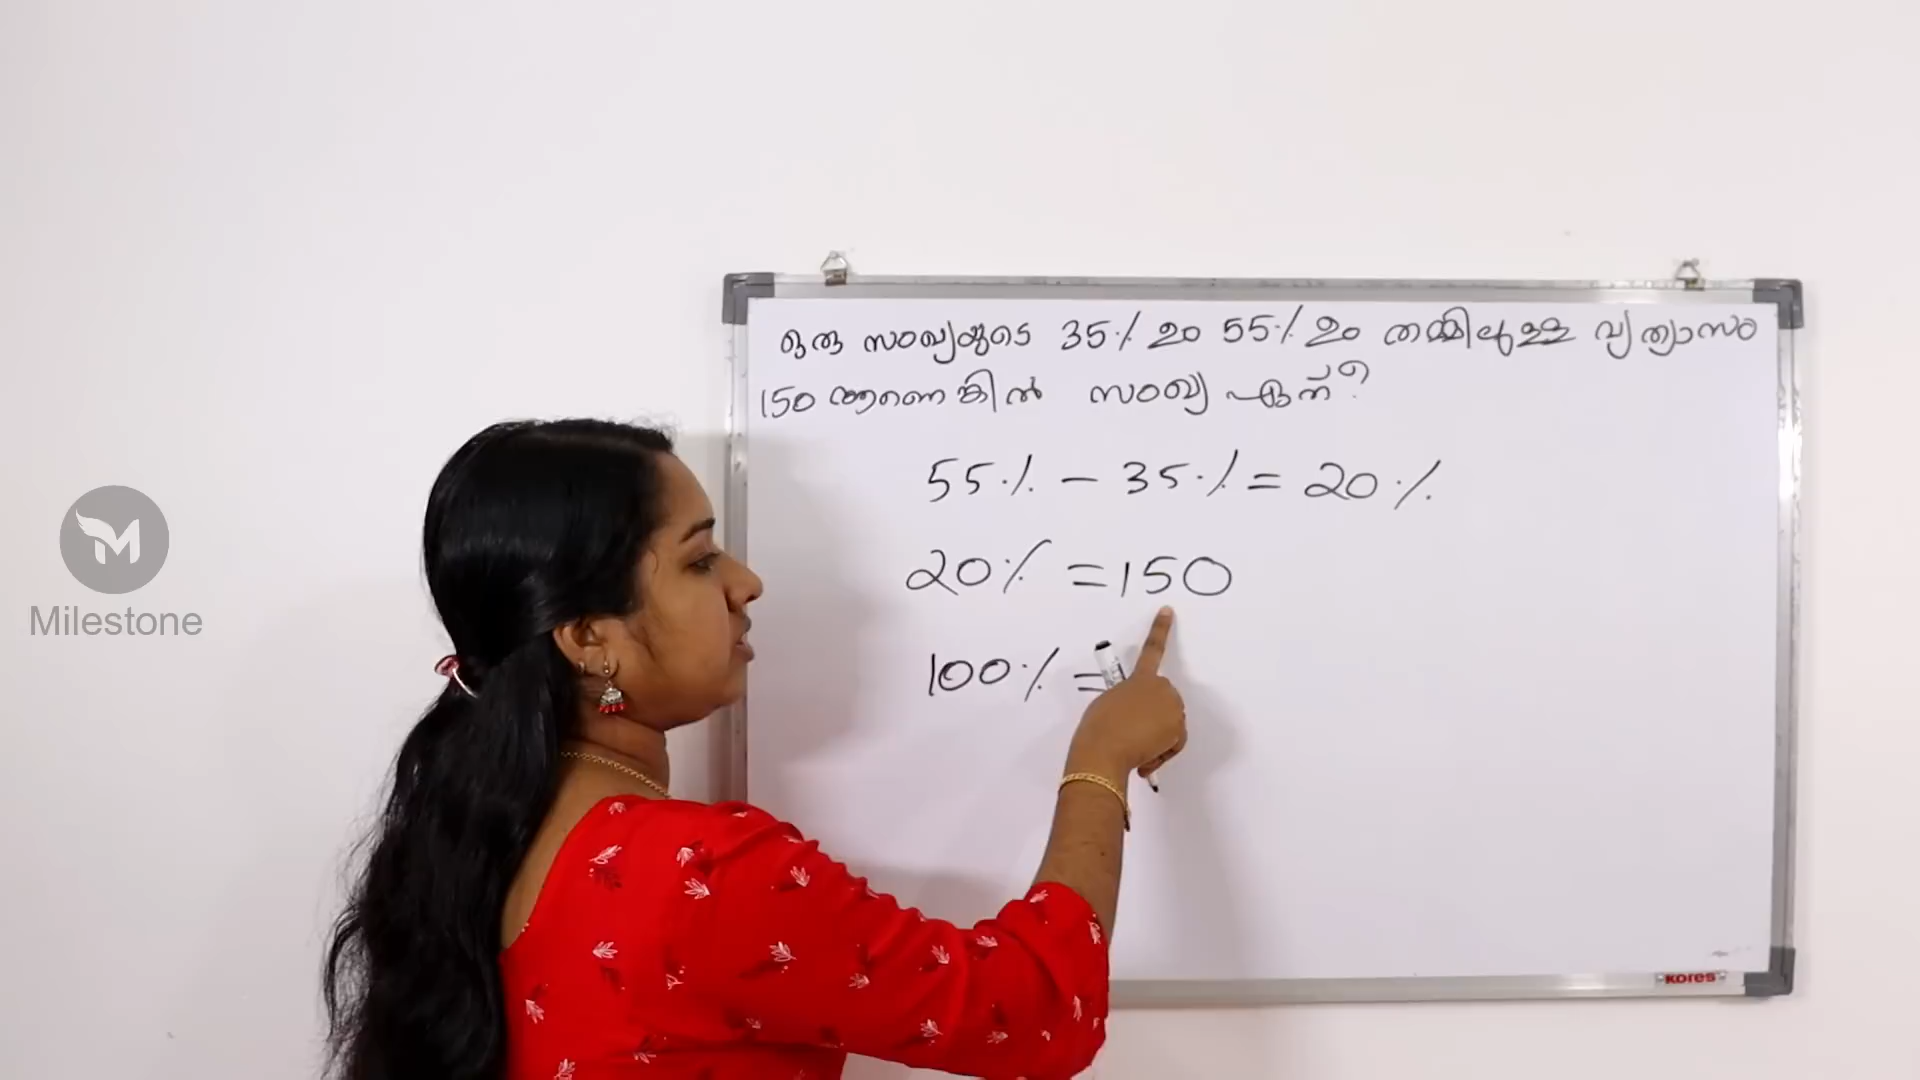 ഒരു സംഖ്യയുടെ 35% ഉം 55% ഉം തമ്മിലുള്ള വ്യത്യാസം
150 ആണെങ്കിൽ സംഖ്യ ഏത്?
55% - 35% = 20%
20% = 150
100% =
Milestone
kores